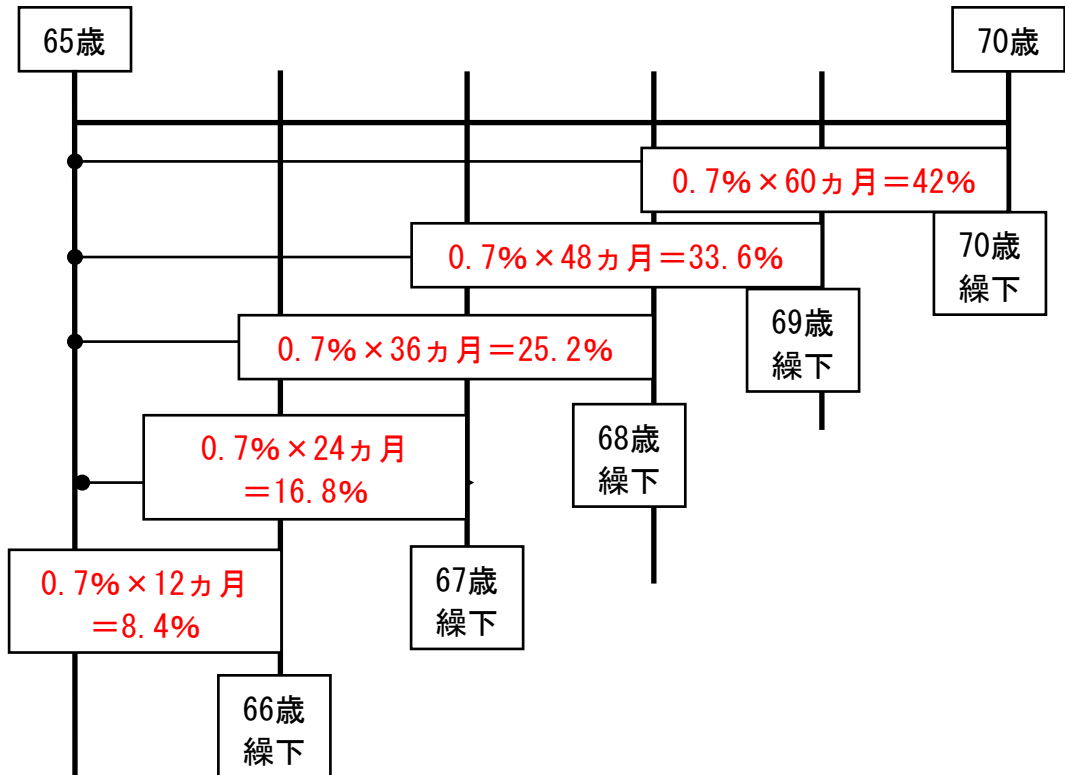 65歳
70歳
0.7%×60ヵ月=42%
70歳
繰下
0.7%×48ヵ月=33.6%
69歳
繰下
0.7%×36ヵ月=25.2%
68歳
繰下
0.7%×24ヵ月
=16.8%
67歳
繰下
0.7%×12ヵ月
=8.4%
66歳
繰下